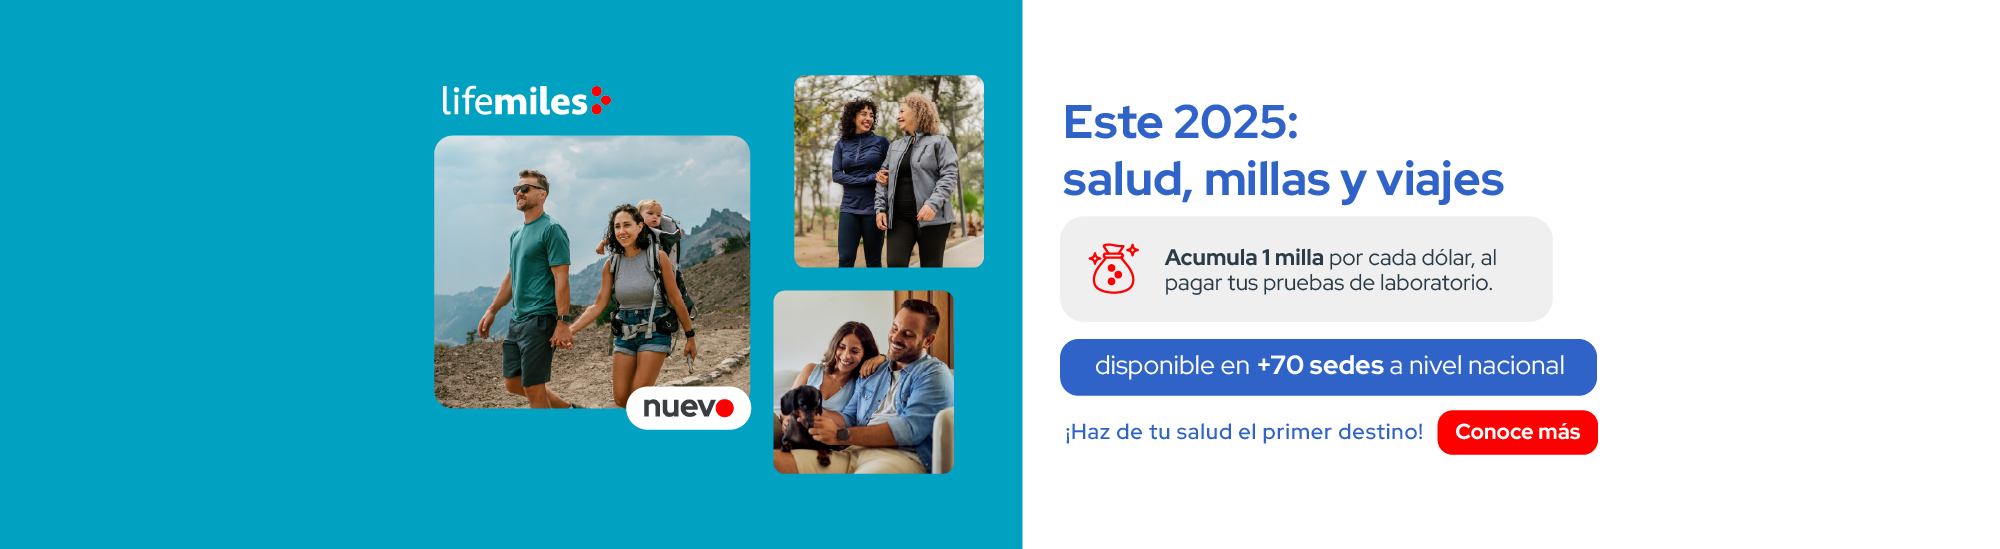 lifemiles
nuevo
Este 2025:
salud, millas y viajes
Acumula 1 milla por cada dólar, al
pagar tus pruebas de laboratorio.
disponible en +70 sedes a nivel nacional
¡Haz de tu salud el primer destino!
Conoce más